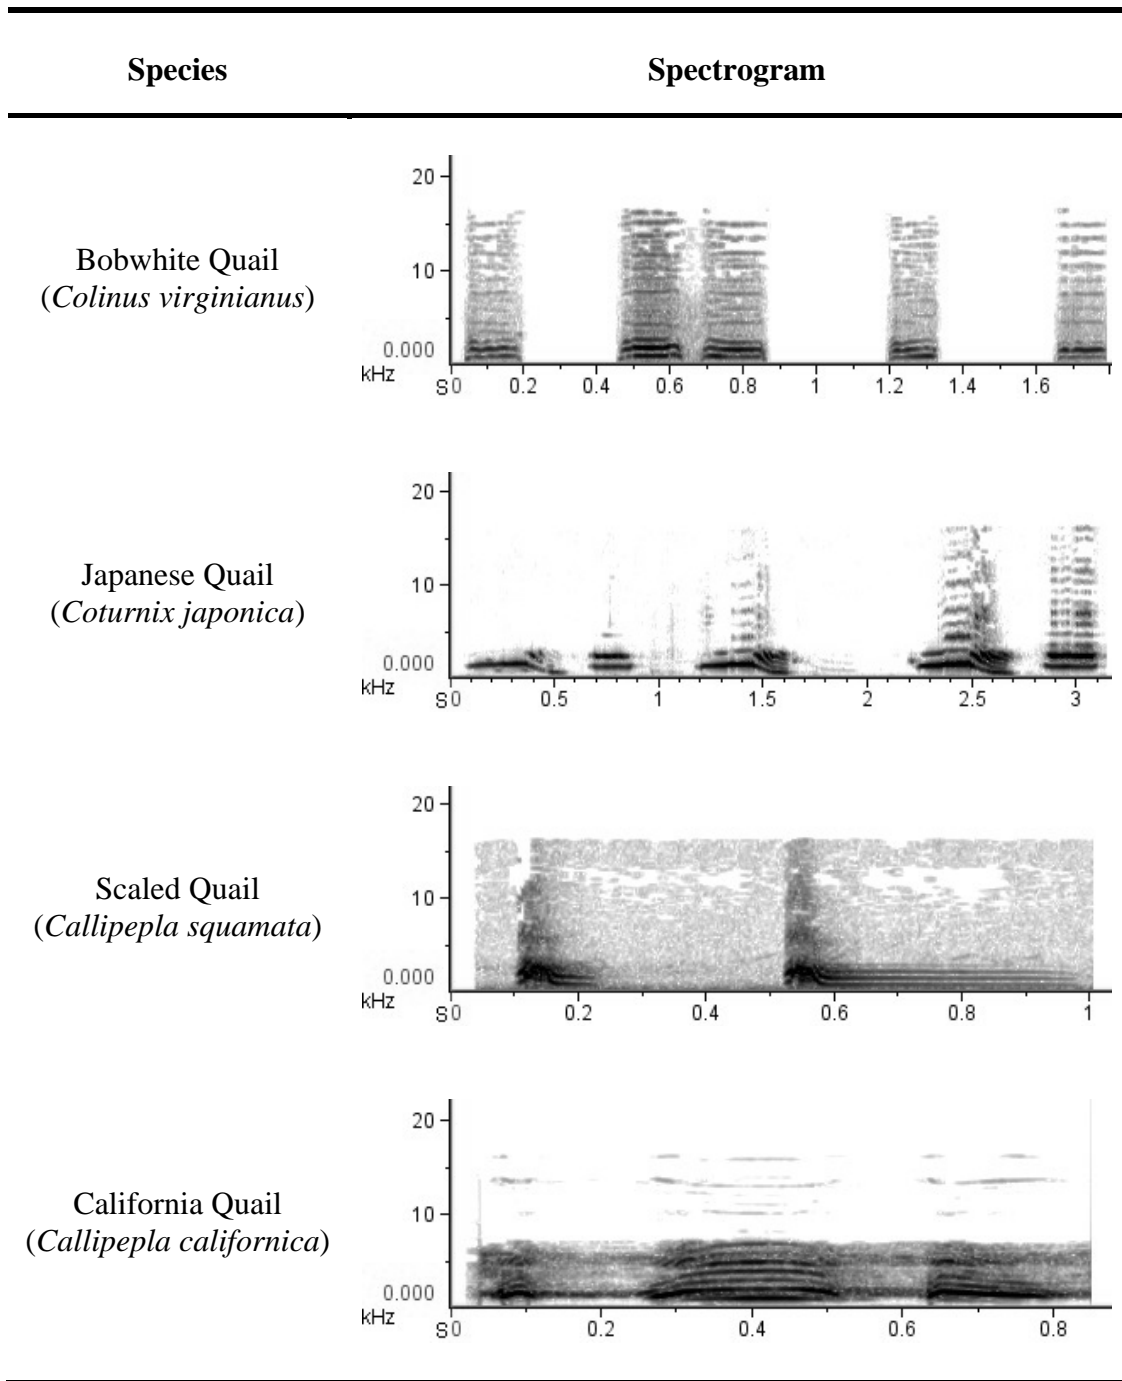 Species Spectrogram
Bobwhite Quail
(Colinus virginianus)
20
10
0.000
kHz
S 0 0.2 0.4 0.6 0.8 1 1.2 1.4 1.6
Japanese Quail
(Coturnix japonica)
20
10
0.000
kHz
S 0 0.5 1 1.5 2 2.5 3
Scaled Quail
(Callipepla squamata)
20
10
0.000
kHz
S 0 0.2 0.4 0.6 0.8 1
California Quail
(Callipepla californica)
20
10
0.000
kHz
S 0 0.2 0.4 0.6 0.8